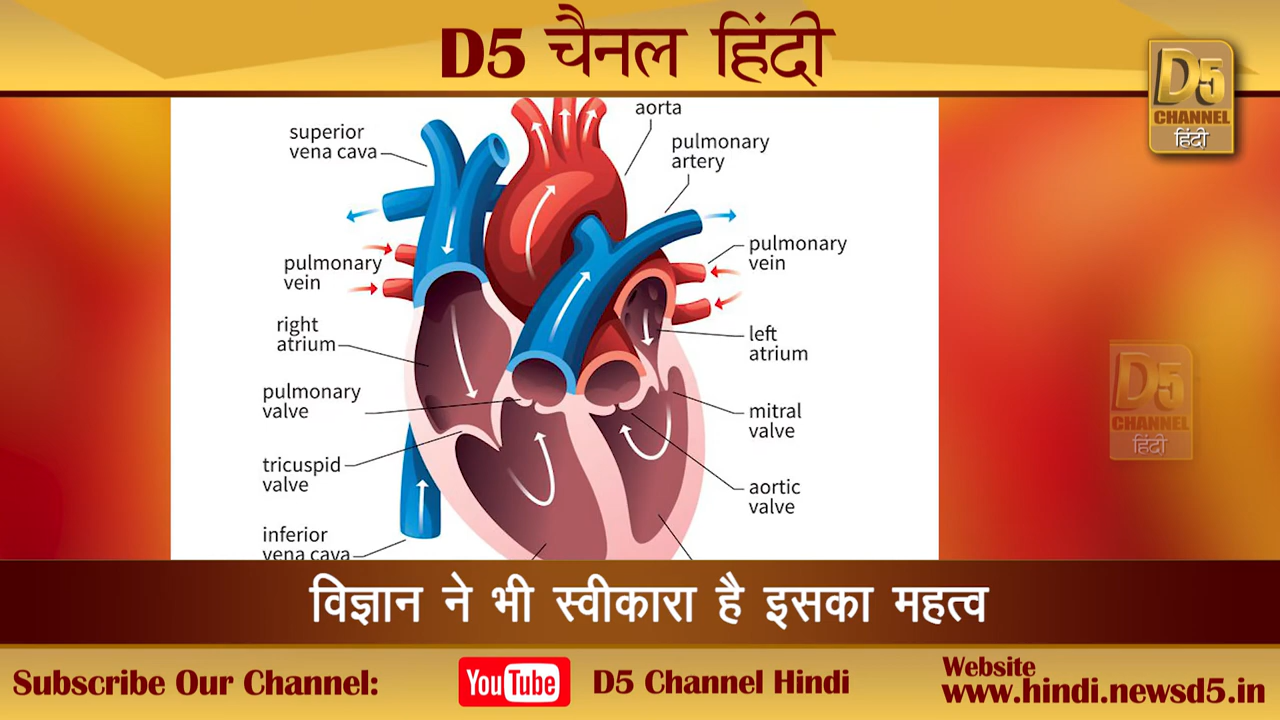 D5 चैनल हिंदी
D5
CHANNEL
हिंदी
aorta
superior
vena cava
pulmonary
artery
pulmonary
vein
pulmonary
vein
right
atrium
left
atrium
pulmonary
valve
mitral
valve
tricuspid
valve
aortic
valve
inferior
vena cava
D5
CHANNEL
हिंदी
विज्ञान ने भी स्वीकारा है इसका महत्व
Subscribe Our Channel:
YouTube
D5 Channel Hindi
Website
www.hindi.newsd5.in